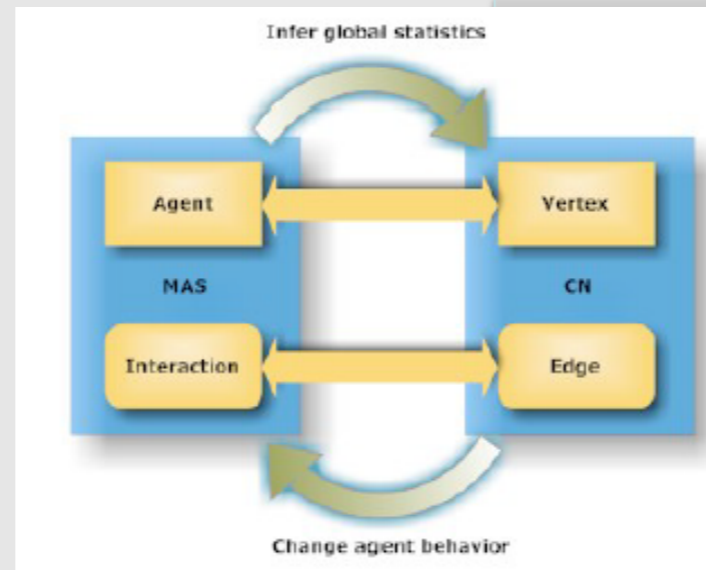 Infer global statistics
Agent
Vertex
MAS
CN
Interaction
Edge
Change agent behavior